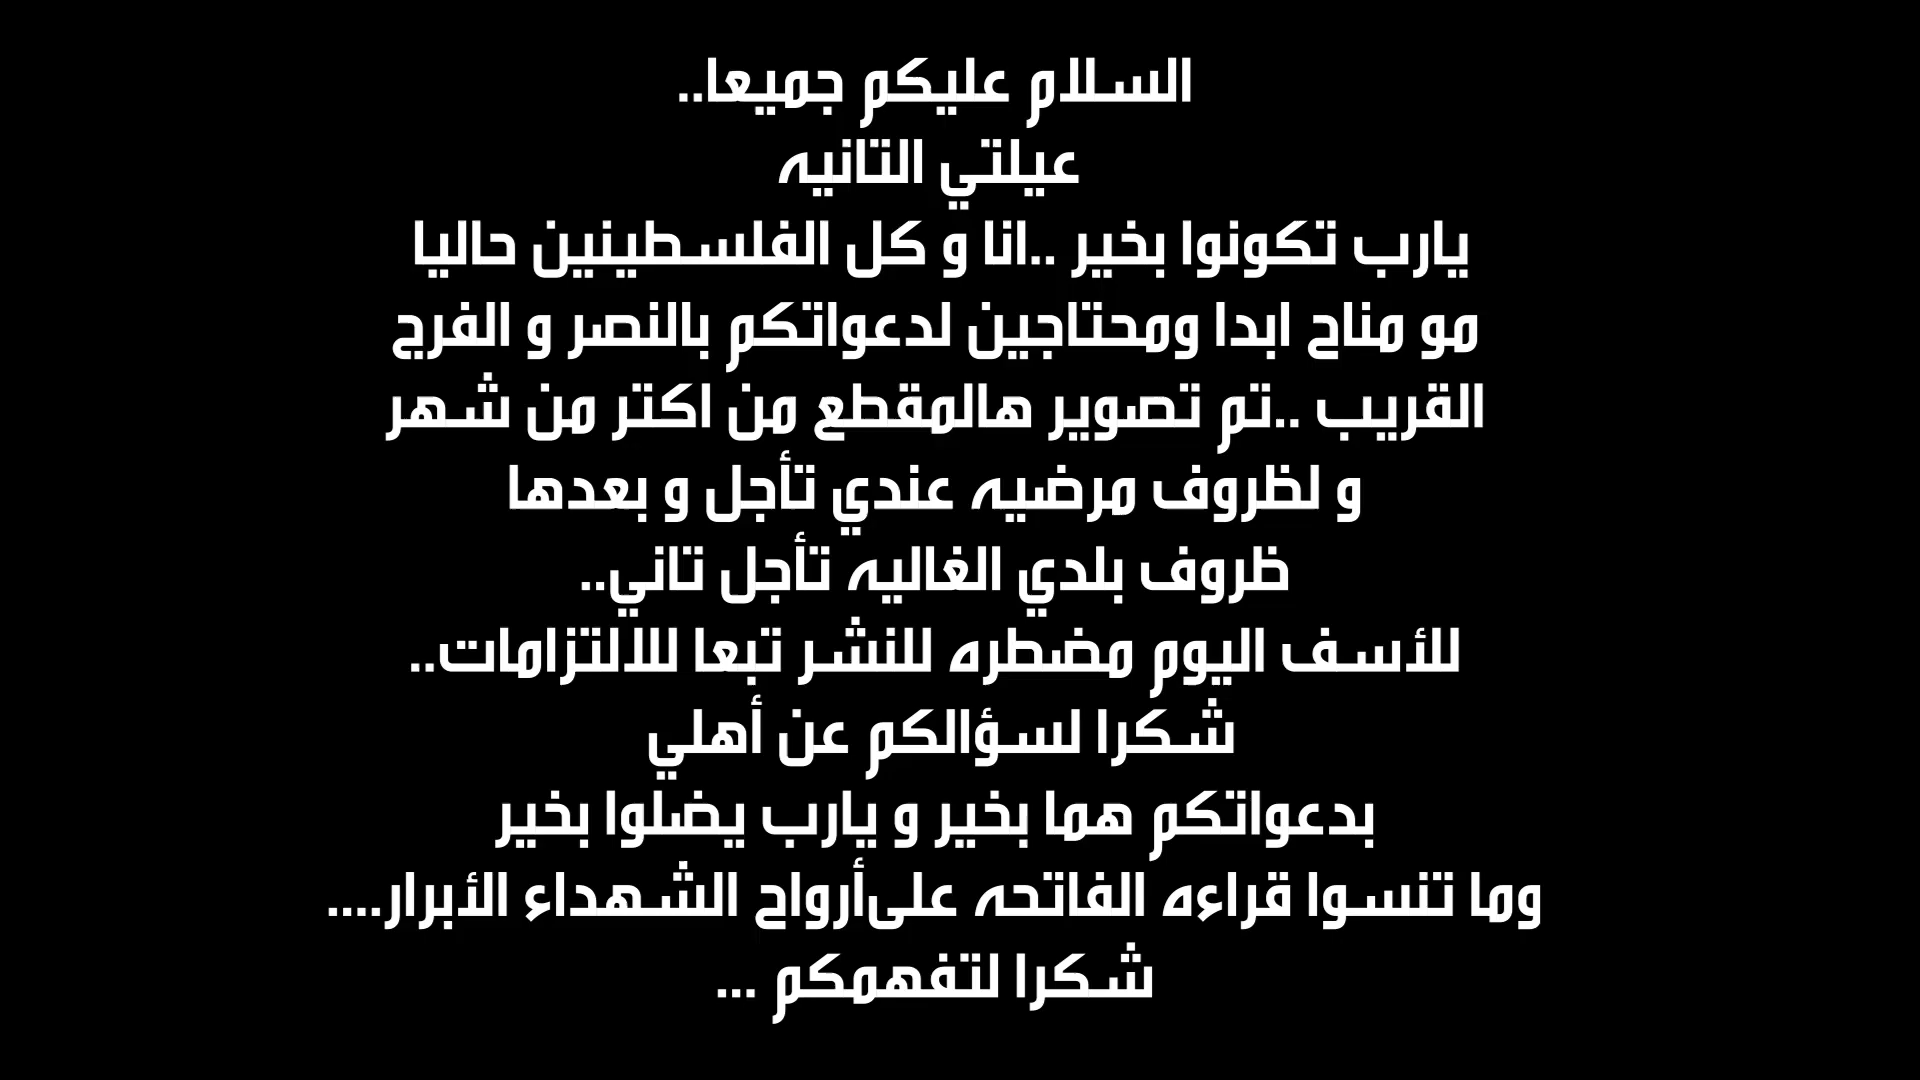 السلام عليكم جميعا..
عيلتي التانيه
يارب تكونوا بخير ..انا و كل الفلسطينين حاليا
مو مناح ابدا ومحتاجين لدعواتكم بالنصر و الفرج
القريب ..تم تصوير هالمقطع من اكتر من شهر
و لظروف مرضيه عندي تأجل و بعدها
ظروف بلدي الغاليه تأجل تاني..
للأسف اليوم مضطره للنشر تبعا للالتزامات..
شكرا لسؤالكم عن أهلي
بدعواتكم هما بخير و يارب يضلوا بخير
وما تنسوا قراءه الفاتحه على‌أرواح الشهداء الأبرار....
شكرا لتفهمكم ...